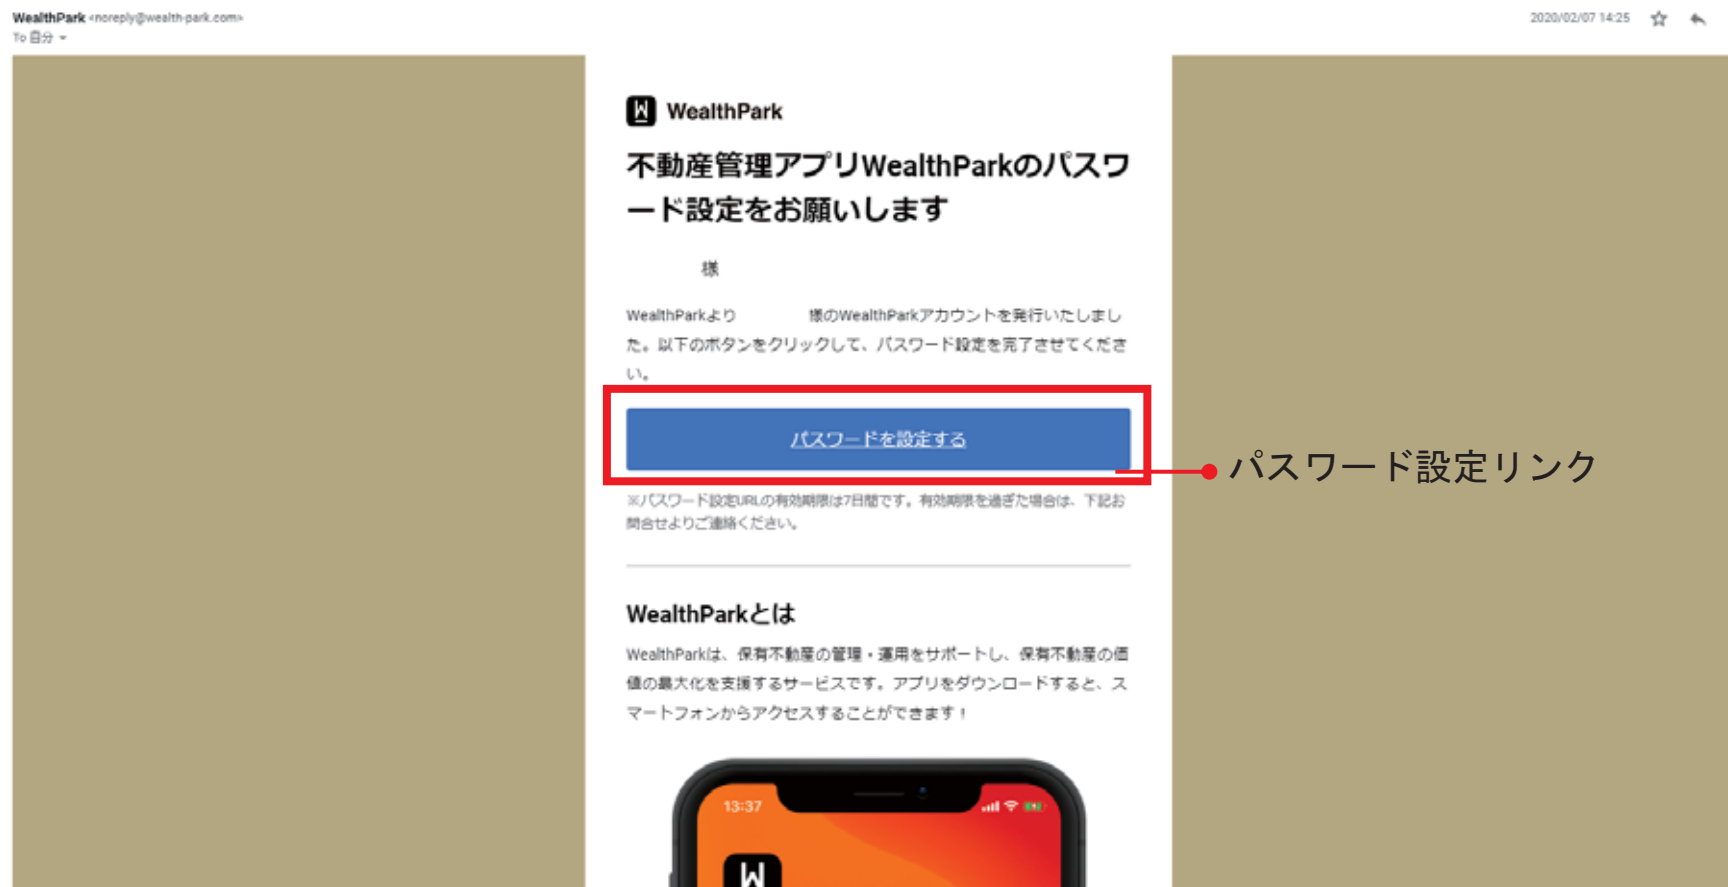 WealthPark <noreply@wealth-park.com>
2020/02/07 14:25
To 自分
WealthPark
不動産管理アプリWealthParkのパスワ
ード設定をお願いします
様
WealthParkより 様のWealthParkアカウントを発行いたしまし
た。以下のボタンをクリックして、パスワード設定を完了させてくださ
い。
パスワードを設定する
パスワード設定リンク
※パスワード設定URLの有効期限は7日間です。有効期限を過ぎた場合は、下記お
問合せよりご連絡ください。
WealthParkとは
WealthParkは、保有不動産の管理・運用をサポートし、保有不動産の価
値の最大化を支援するサービスです。アプリをダウンロードすると、ス
マートフォンからアクセスすることができます！
13:37
W